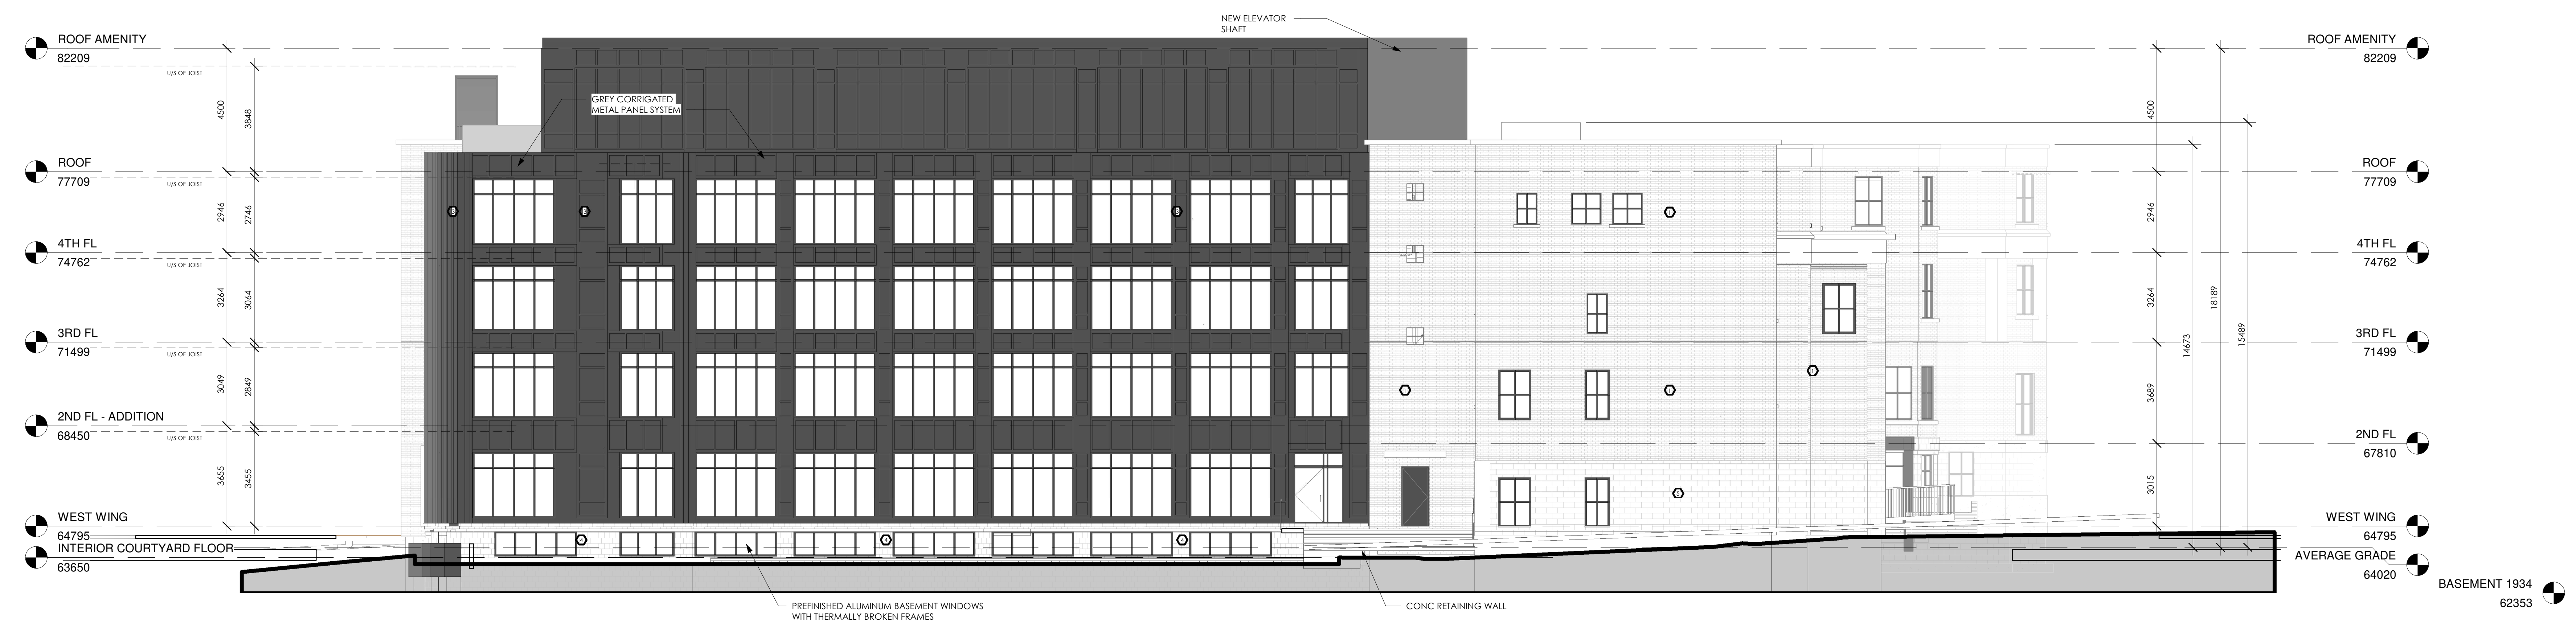 NEW ELEVATOR
SHAFT
ROOF AMENITY
82209
U/S OF JOIST
4500
3848
GREY CORRIGATED
METAL PANEL SYSTEM
ROOF
77709
U/S OF JOIST
2946
2746
4TH FL
74762
U/S OF JOIST
3264
3064
3RD FL
71499
U/S OF JOIST
3049
2849
2ND FL - ADDITION
68450
U/S OF JOIST
3655
3455
WEST WING
64795
INTERIOR COURTYARD FLOOR
63650
PREFINISHED ALUMINUM BASEMENT WINDOWS
WITH THERMALLY BROKEN FRAMES
CONC RETAINING WALL
ROOF AMENITY
82209
4500
ROOF
77709
2946
4TH FL
74762
3264
18189
15489
14673
3RD FL
71499
3689
2ND FL
67810
3015
WEST WING
64795
AVERAGE GRADE
64020
BASEMENT 1934
62353